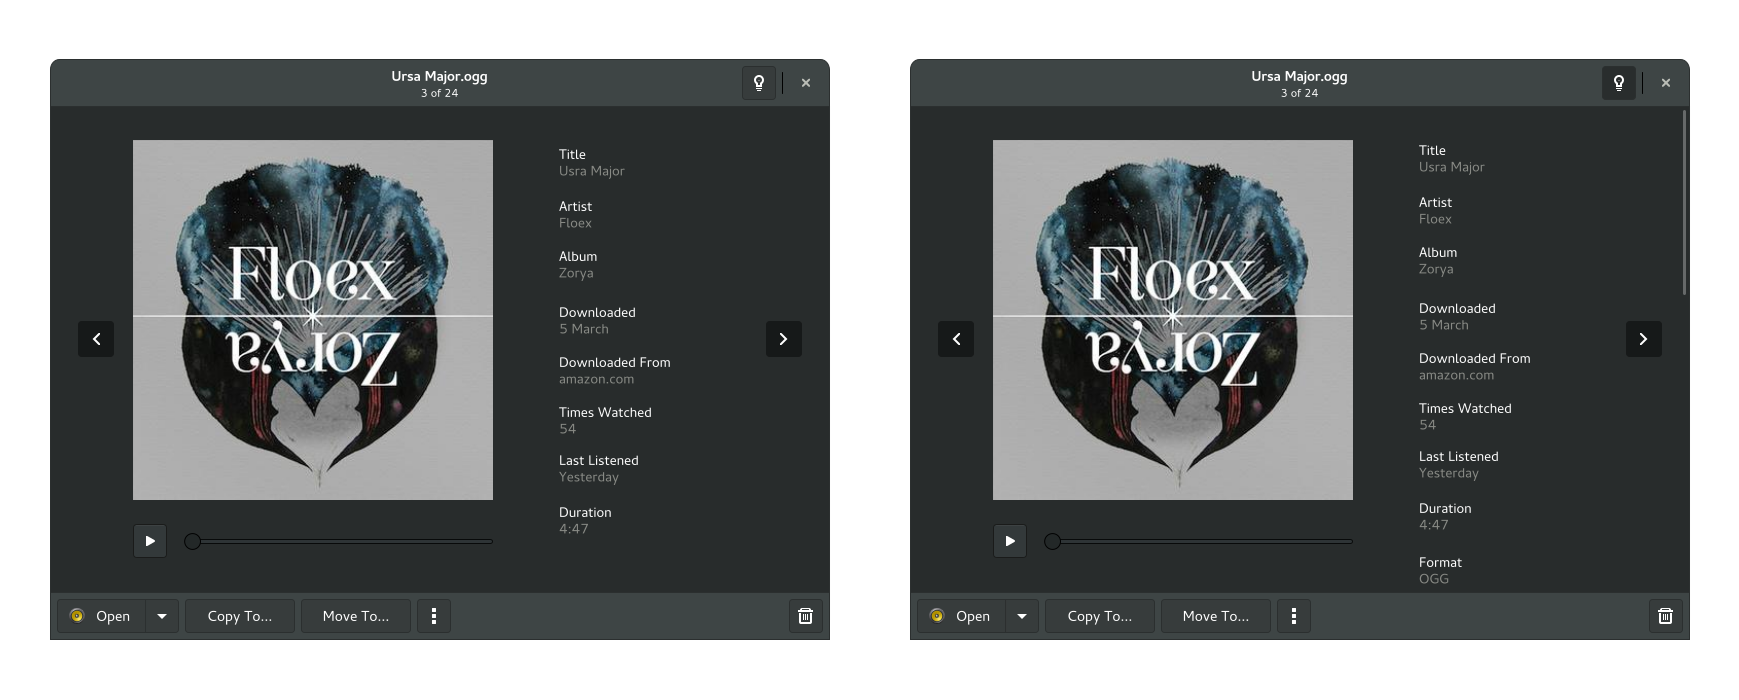 Ursa Major.ogg
3 of 24
Floex
Zorya
Title
Usra Major
Artist
Floex
Album
Zorya
Downloaded
5 March
Downloaded From
amazon.com
Times Watched
54
Last Listened
Yesterday
Duration
4:47
Open
Copy To...
Move To...
Ursa Major.ogg
3 of 24
Floex
Zorya
Title
Usra Major
Artist
Floex
Album
Zorya
Downloaded
5 March
Downloaded From
amazon.com
Times Watched
54
Last Listened
Yesterday
Duration
4:47
Format
OGG
Open
Copy To...
Move To...